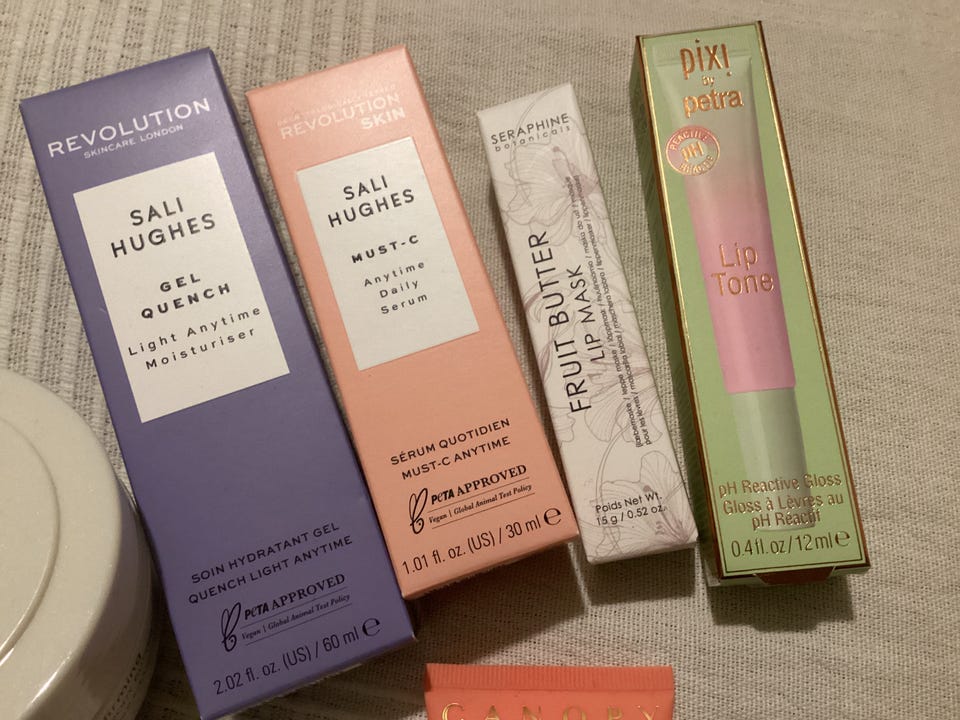 REVOLUTION
SKINCARE LONDON
SALI
HUGHES
GEL
QUENCH
Light Anytime
Moisturiser
SOIN HYDRATANT GEL
QUENCH LIGHT ANYTIME
PETA APPROVED
Vegan | Global Animal Test Policy
2.02 fl. oz. (US) / 60 ml ℮
REVOLUTION
SKIN
SALI
HUGHES
MUST-C
Anytime
Daily
Serum
SÉRUM QUOTIDIEN
MUST-C ANYTIME
PETA APPROVED
Vegan | Global Animal Test Policy
1.01 fl. oz. (US) / 30 ml ℮
SERAPHINE
botanicals
FRUIT BUTTER
LIP MASK
Poids Net Wt.
15 g / 0.52 oz.
pixi
by
petra
REACTIVE
pH
Lip
Tone
pH Reactive Gloss
Gloss à Lèvres au
pH Réactif
0.4 fl. oz/12ml ℮
CANOPY